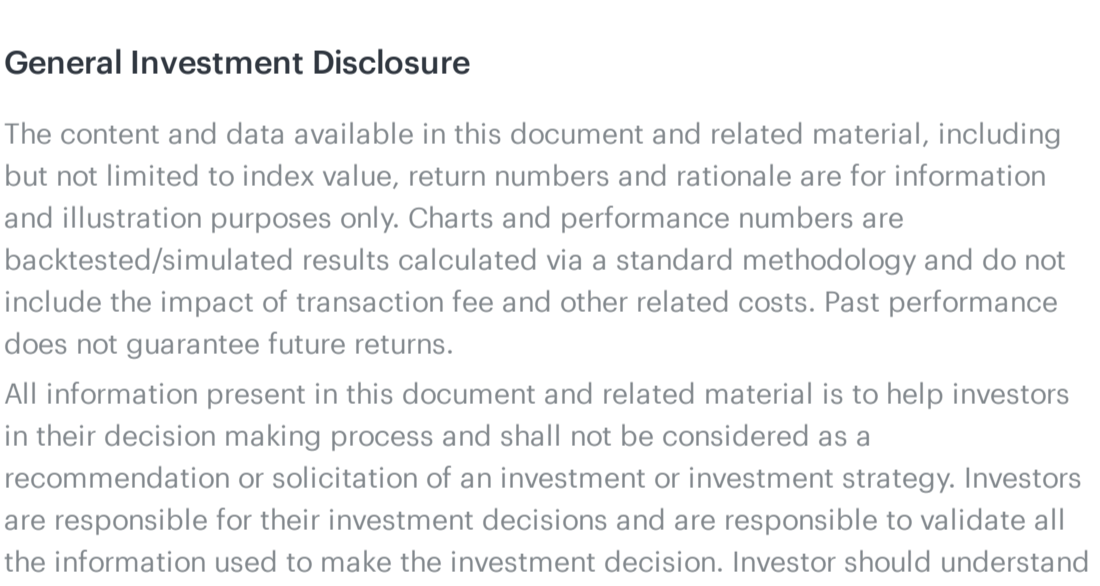 General Investment Disclosure
The content and data available in this document and related material, including
but not limited to index value, return numbers and rationale are for information
and illustration purposes only. Charts and performance numbers are
backtested/simulated results calculated via a standard methodology and do not
include the impact of transaction fee and other related costs. Past performance
does not guarantee future returns.
All information present in this document and related material is to help investors
in their decision making process and shall not be considered as a
recommendation or solicitation of an investment or investment strategy. Investors
are responsible for their investment decisions and are responsible to validate all
the information used to make the investment decision. Investor should understand